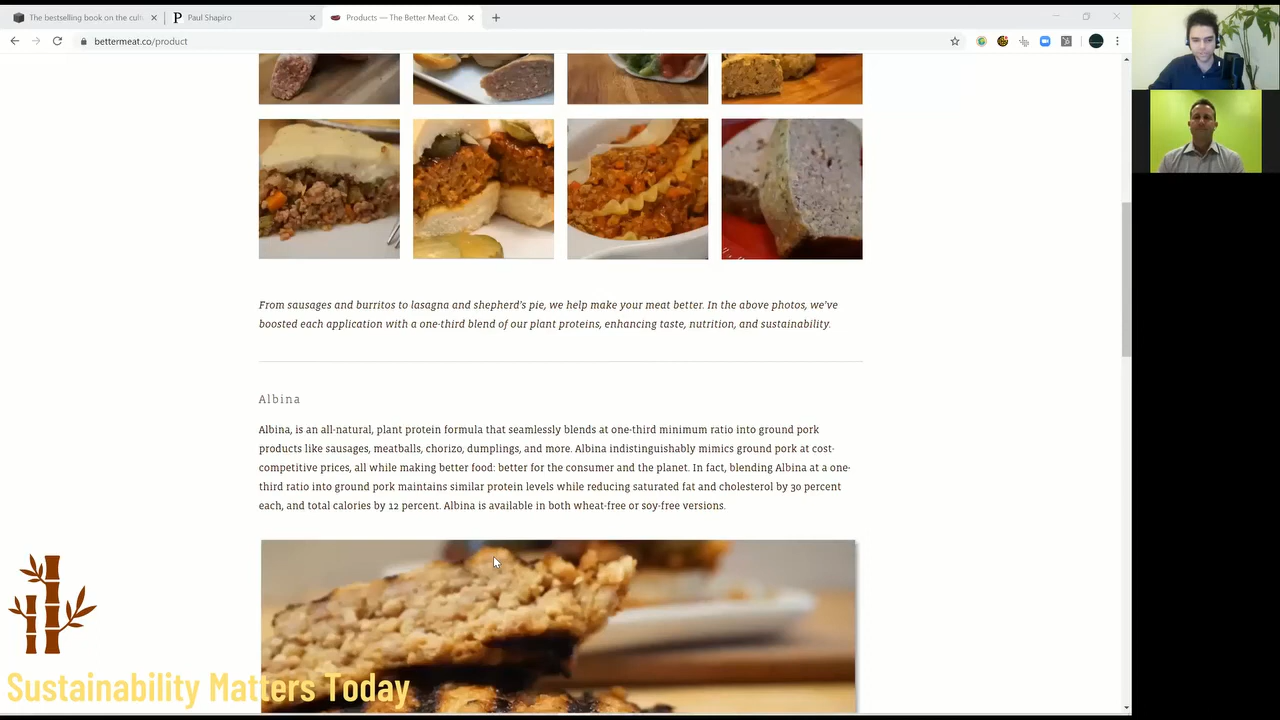 The bestselling book on the cult
Paul Shapiro
Products — The Better Meat Co.
bettermeat.co/product
From sausages and burritos to lasagna and shepherd's pie, we help make your meat better. In the above photos, we've
boosted each application with a one-third blend of our plant proteins, enhancing taste, nutrition, and sustainability.
Albina
Albina, is an all-natural, plant protein formula that seamlessly blends at one-third minimum ratio into ground pork
products like sausages, meatballs, chorizo, dumplings, and more. Albina indistinguishably mimics ground pork at cost-
competitive prices, all while making better food: better for the consumer and the planet. In fact, blending Albina at a one-
third ratio into ground pork maintains similar protein levels while reducing saturated fat and cholesterol by 30 percent
each, and total calories by 12 percent. Albina is available in both wheat-free or soy-free versions.
Sustainability Matters Today